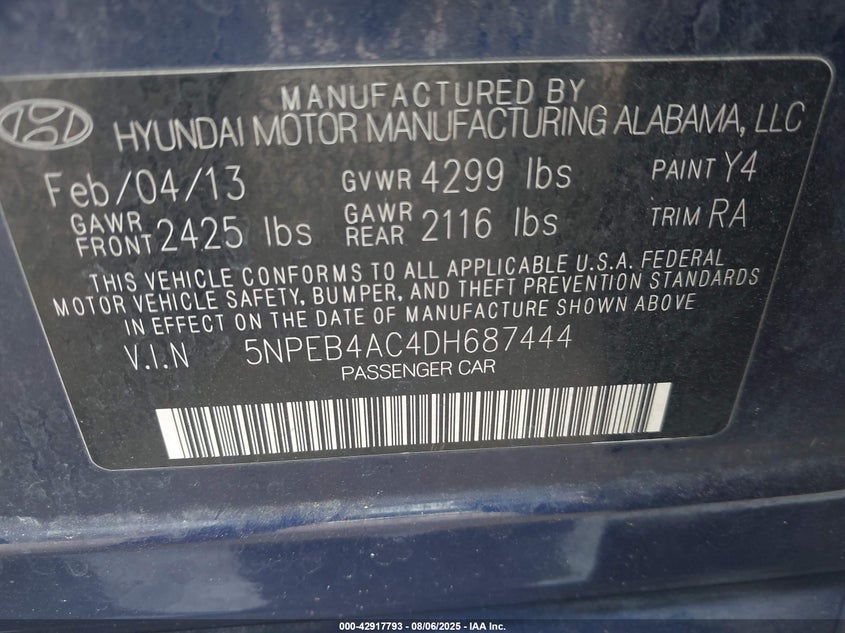 MANUFACTURED BY
HYUNDAI MOTOR MANUFACTURING ALABAMA, LLC
Feb/04/13 GVWR 4299 lbs PAINT Y4
GAWR FRONT 2425 lbs GAWR REAR 2116 lbs TRIM RA
THIS VEHICLE CONFORMS TO ALL APPLICABLE U.S.A. FEDERAL
MOTOR VEHICLE SAFETY, BUMPER, AND THEFT PREVENTION STANDARDS
IN EFFECT ON THE DATE OF MANUFACTURE SHOWN ABOVE
V.I.N 5NPEB4AC4DH687444
PASSENGER CAR
000-42917793 - 08/06/2025 - IAA Inc.